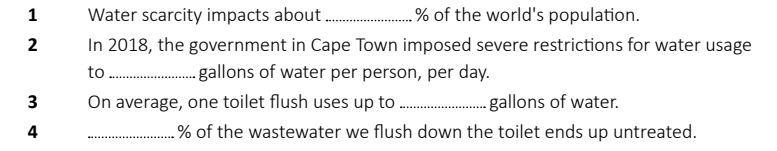 1 Water scarcity impacts about ........................ % of the world's population.
2 In 2018, the government in Cape Town imposed severe restrictions for water usage
to ........................ gallons of water per person, per day.
3 On average, one toilet flush uses up to ........................ gallons of water.
4 ........................ % of the wastewater we flush down the toilet ends up untreated.